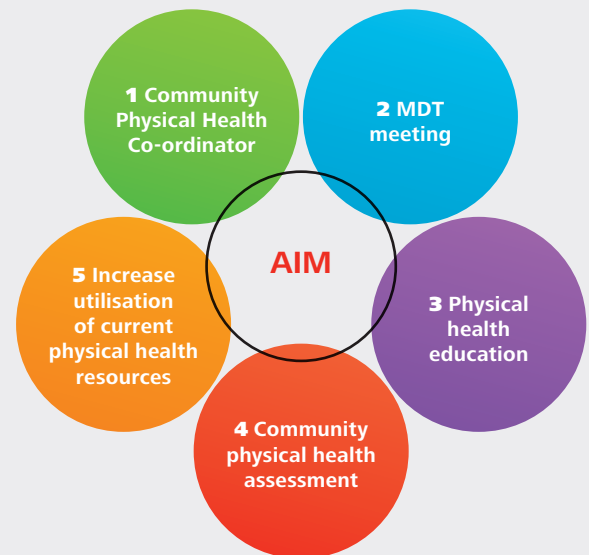 1 Community
Physical Health
Co-ordinator
2 MDT
meeting
AIM
3 Physical
health
education
4 Community
physical health
assessment
5 Increase
utilisation
of current
physical health
resources